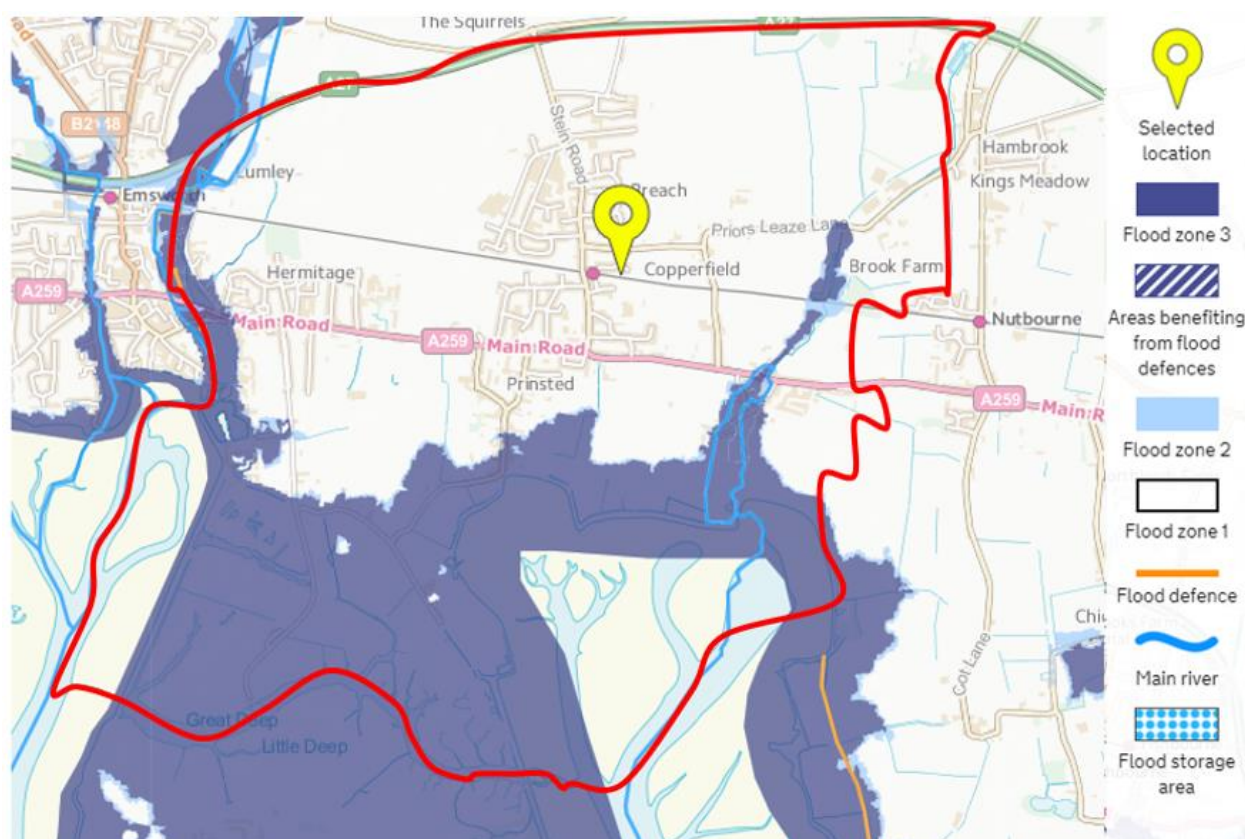 The Squirrels
A27
A27
B2148
Stein Road
Lumley
Emsworth
Breach
Hambrook
Kings Meadow
Priors Leaze Lane
Hermitage
Copperfield
Brook Farm
A259
Main Road
A259
Main Road
Nutbourne
Prinsted
A259
Cot Lane
Great Deep
Little Deep
Selected
location
Flood zone 3
Areas benefiting
from flood
defences
Flood zone 2
Flood zone 1
Flood defence
Main river
Flood storage
area